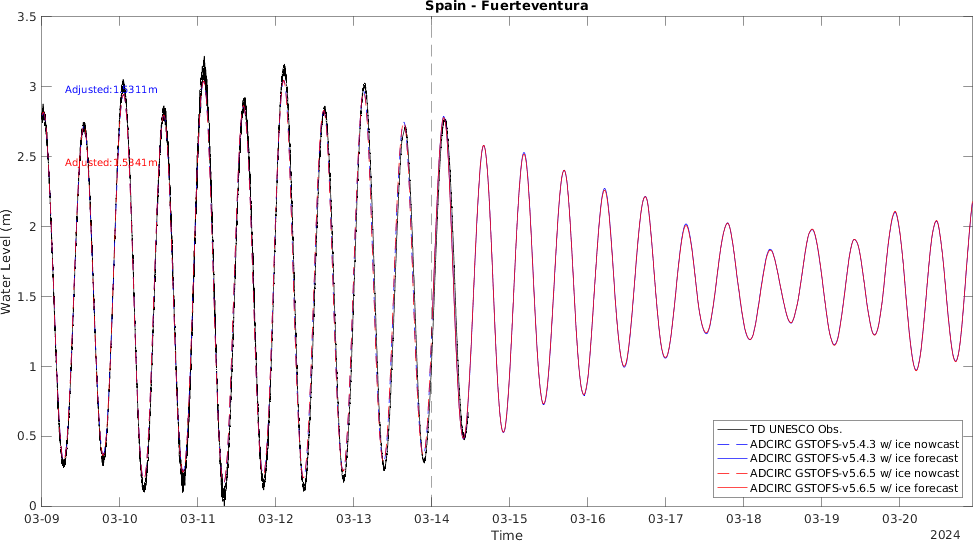 Spain - Fuerteventura
3.5
3
2.5
2
1.5
1
0.5
0
Water Level (m)
Adjusted:1.5311m
Adjusted:1.5341m
TD UNESCO Obs.
ADCIRC GSTOFS-v5.4.3 w/ ice nowcast
ADCIRC GSTOFS-v5.4.3 w/ ice forecast
ADCIRC GSTOFS-v5.6.5 w/ ice nowcast
ADCIRC GSTOFS-v5.6.5 w/ ice forecast
03-09 03-10 03-11 03-12 03-13 03-14 03-15 03-16 03-17 03-18 03-19 03-20
Time
2024